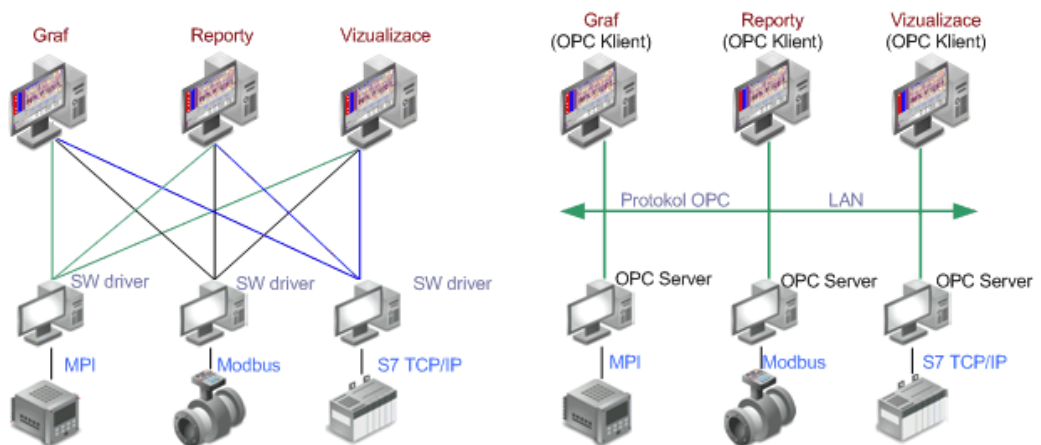 Graf
Reporty
Vizualizace
SW driver
SW driver
SW driver
MPI
Modbus
S7 TCP/IP
Graf
(OPC Klient)
Reporty
(OPC Klient)
Vizualizace
(OPC Klient)
Protokol OPC
LAN
OPC Server
OPC Server
OPC Server
MPI
Modbus
S7 TCP/IP